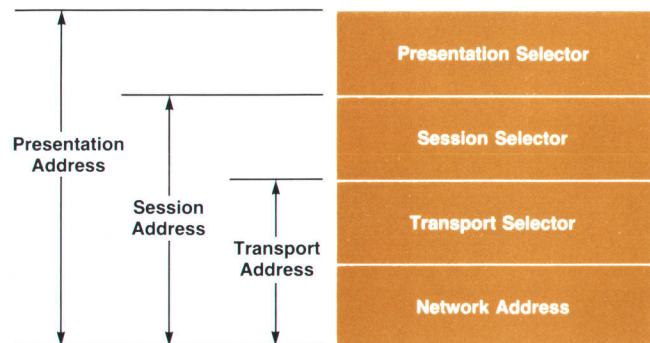 Presentation Selector
Presentation
Address
Session Selector
Session
Address
Transport Selector
Transport
Address
Network Address